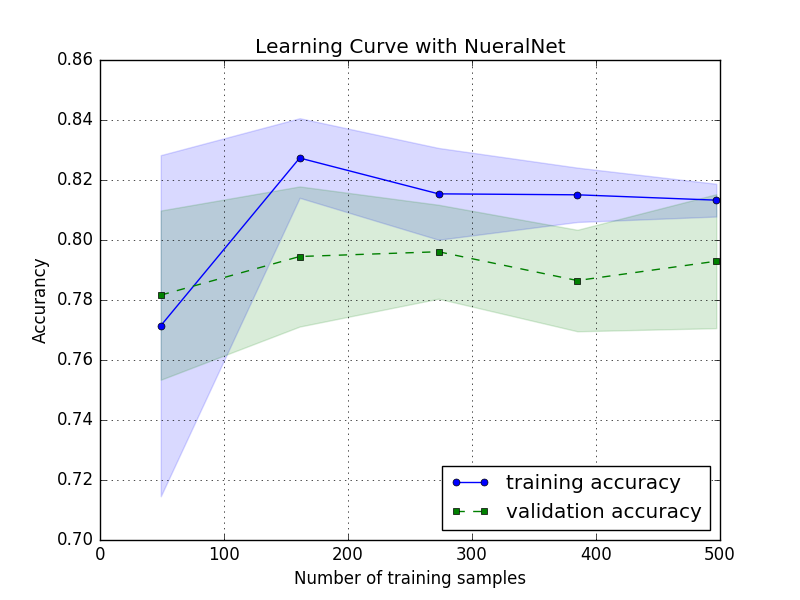 Learning Curve with NueralNet
0.86
0.84
0.82
0.80
0.78
0.76
0.74
0.72
0.70
Accurancy
training accuracy
validation accuracy
0 100 200 300 400 500
Number of training samples